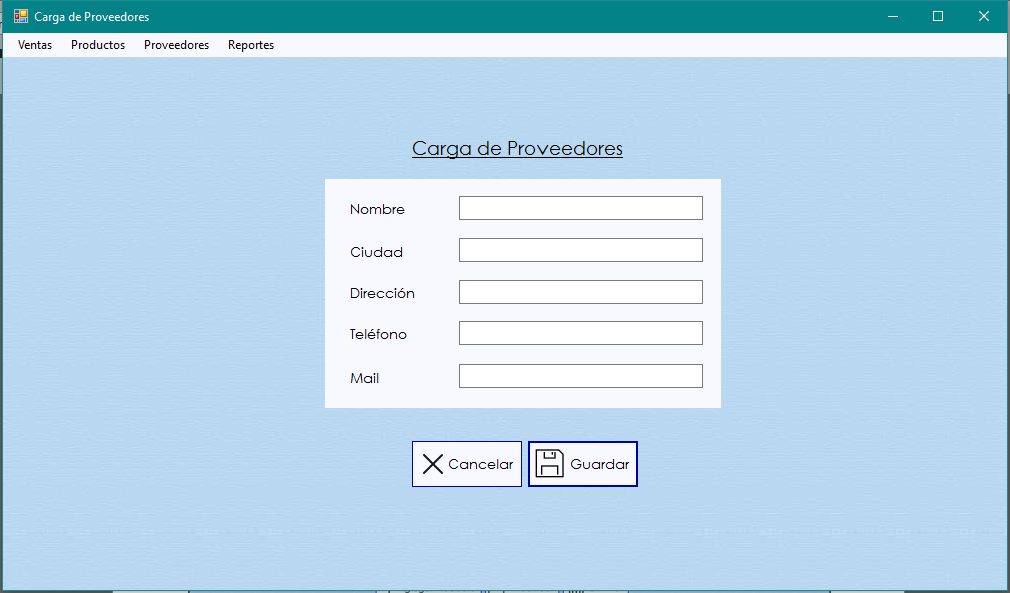 Carga de Proveedores
Ventas Productos Proveedores Reportes
Carga de Proveedores
Nombre
Ciudad
Dirección
Teléfono
Mail
Cancelar Guardar